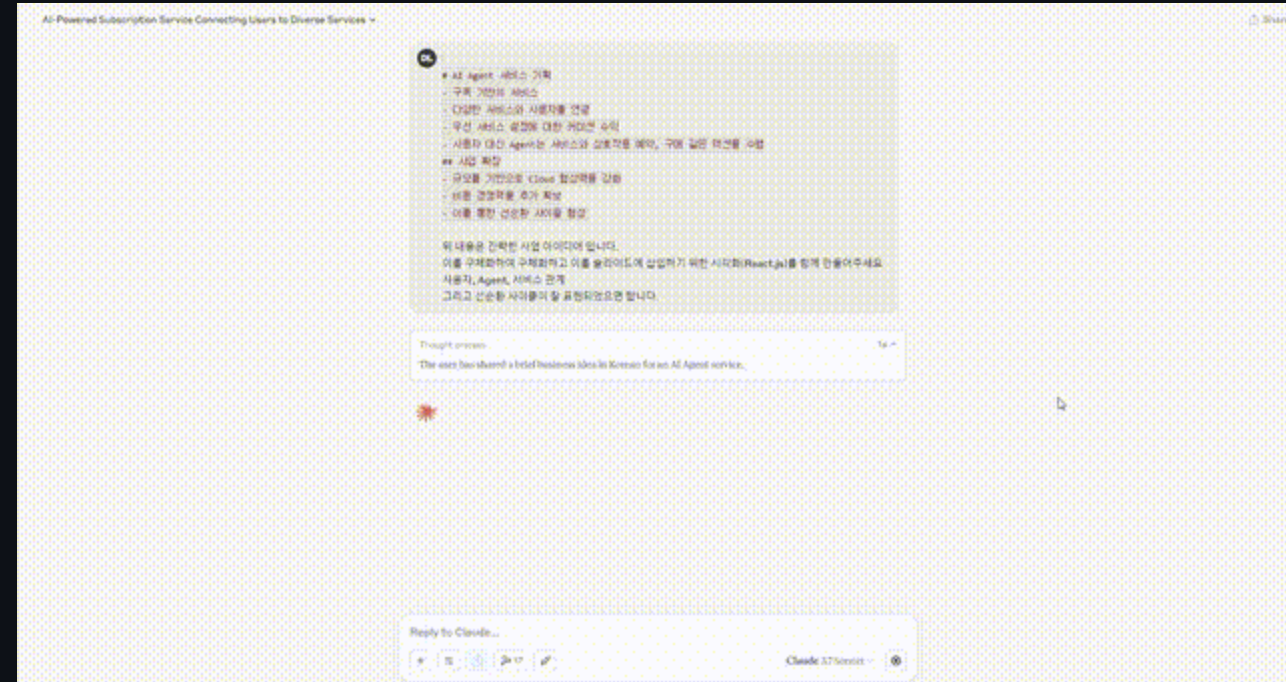 AI-Powered Subscription Service Connecting Users to Diverse Services
Share
DL
# AI Agent 서비스 기획
- 구독 기반의 서비스
- 다양한 서비스와 사용자를 연결
- 우선 서비스 설정에 대한 커미션 수익
- 사용자 대신 Agent는 서비스와 상호작용 예약, 구매 같은 액션을 수행
## 사업 확장
- 규모를 기반으로 Cloud 협상력을 강화
- 비용 경쟁력을 추가 확보
- 이를 통한 선순환 사이클 형성
위 내용은 간략한 사업 아이디어 입니다.
이를 구체화하여 구체화하고 이를 슬라이드에 삽입하기 위한 시각화(React.js)를 함께 만들어주세요
사용자, Agent, 서비스 관계
그리고 선순환 사이클이 잘 표현되었으면 합니다.
Thought process
The user has shared a brief business idea in Korean for an AI Agent service.
Reply to Claude...
Claude 3.7 Sonnet